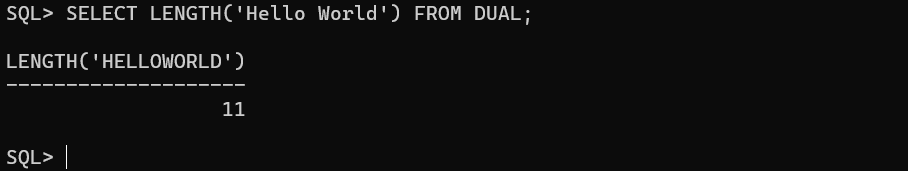 SQL> SELECT LENGTH('Hello World') FROM DUAL;
LENGTH('HELLOWORLD')
--------------------
11
SQL>